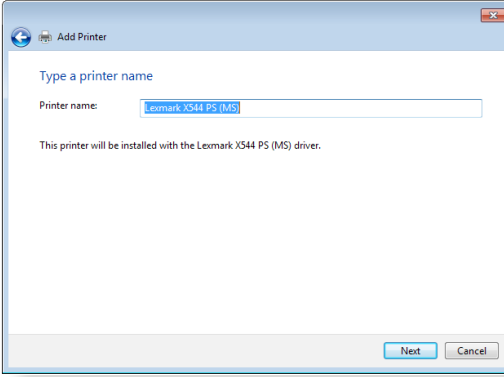 Add Printer
Type a printer name
Printer name: Lexmark X544 PS (MS)
This printer will be installed with the Lexmark X544 PS (MS) driver.
Next Cancel